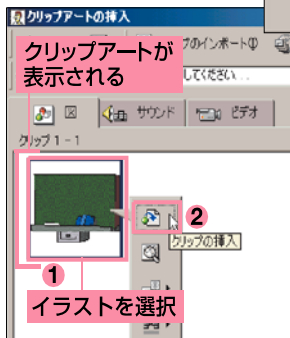 クリップアートの挿入
クリップアートが
表示される
プのインポート(I)
してください...
サウンド
ビデオ
クリップ 1 - 1
2
クリップの挿入
1
イラストを選択